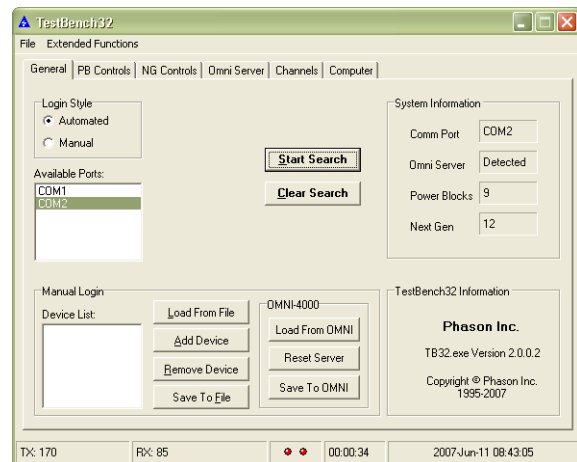 TestBench32
File Extended Functions
General PB Controls NG Controls Omni Server Channels Computer
Login Style
Automated
Manual
Available Ports:
COM1
COM2
Start Search
Clear Search
System Information
Comm Port COM2
Omni Server Detected
Power Blocks 9
Next Gen 12
Manual Login
Device List:
Load From File
Add Device
Remove Device
Save To File
OMNI-4000
Load From OMNI
Reset Server
Save To OMNI
TestBench32 Information
Phason Inc.
TB32.exe Version 2.0.0.2
Copyright © Phason Inc.
1995-2007
TX: 170 RX: 85 00:00:34 2007-Jun-11 08:43:05